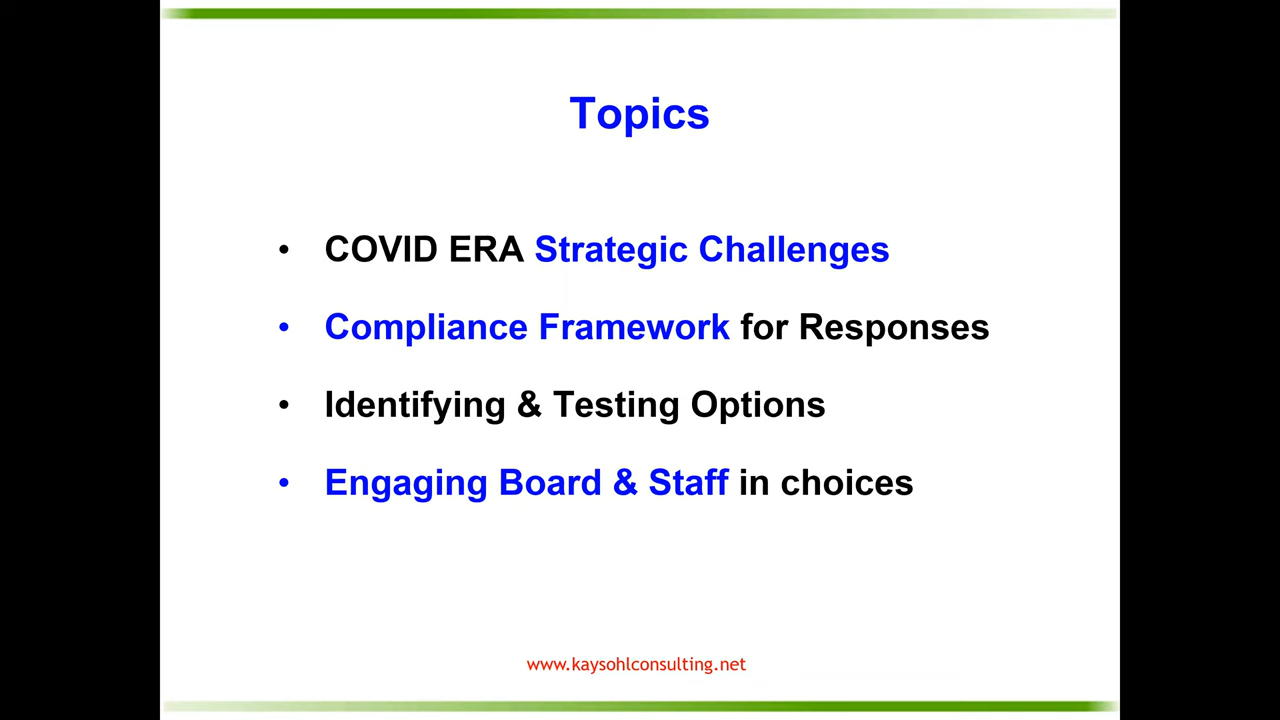 Topics
• COVID ERA Strategic Challenges
• Compliance Framework for Responses
• Identifying & Testing Options
• Engaging Board & Staff in choices
www.kaysohlconsulting.net